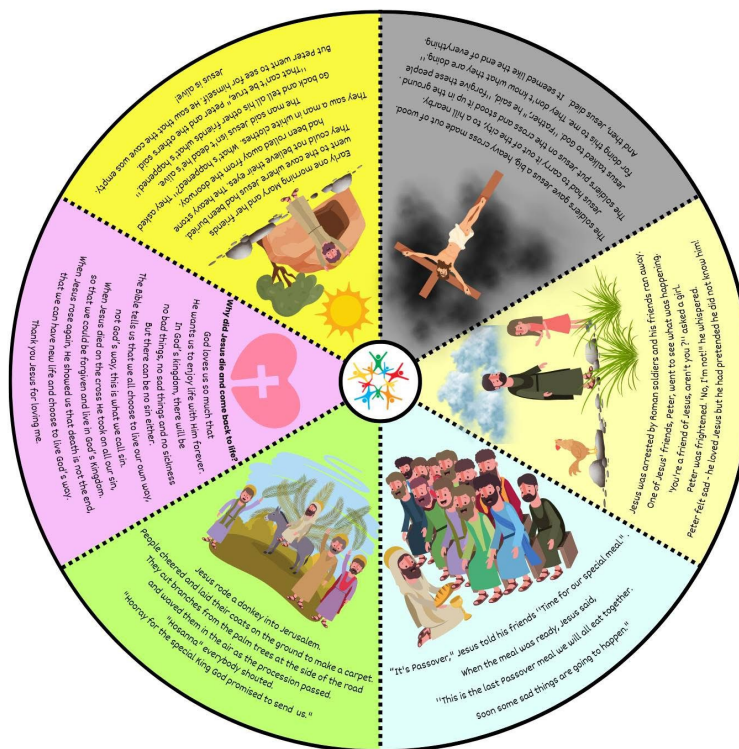 Jesus rode a donkey into Jerusalem.
People cheered and laid their coats on the ground to make a carpet.
They cut branches from the palm trees at the side of the road
and waved them in the air as the procession passed.
"Hosanna" everybody shouted.
"Hooray for the special King God promised to send us."
"It's Passover," Jesus told his friends "Time for our special meal".
When the meal was ready, Jesus said,
"This is the last Passover meal we will all eat together.
Soon some sad things are going to happen."
Jesus was arrested by Roman soldiers and his friends ran away.
One of Jesus' friends, Peter, went to see what was happening.
'You're a friend of Jesus, aren't you?" asked a girl.
Peter was frightened. 'No, I'm not!" he whispered.
Peter felt sad - he loved Jesus but he had pretended he did not know him!
The soldiers gave Jesus a big, heavy cross made out of wood.
Jesus had to carry it out of the city, to a hill nearby.
The soldiers put Jesus on the cross and stood it up in the ground.
Jesus talked to God. "Father," he said, "forgive these people
for doing this to me. They don't know what they are doing."
And then, Jesus died. It seemed like the end of everything.
Early one morning Mary and her friends
went to the cave where Jesus had been buried.
They could not believe their eyes, the heavy stone
had been rolled away from the doorway.
They saw a man in white clothes. "What's happened?" they asked
The man said "Jesus isn't dead he's alive.
Go back and tell all his other friends what's happened."
"That can't be true," Peter and the others said.
But Peter went to see for himself. He saw that the cave was empty.
Jesus is alive!
Why did Jesus die and come back to life?
God loves us so much that
He wants us to enjoy life with Him forever.
In God's kingdom, there will be
no bad things, no sad things and no sickness
But there can be no sin either.
The Bible tells us that we all choose to live our own way,
not God's way, this is what we call sin.
When Jesus died on the cross He took on all our sin,
so that we could be forgiven and live in God's Kingdom.
When Jesus rose again, He showed us that death is not the end,
that we can have new life and choose to live God's way.
Thank you Jesus for loving me.